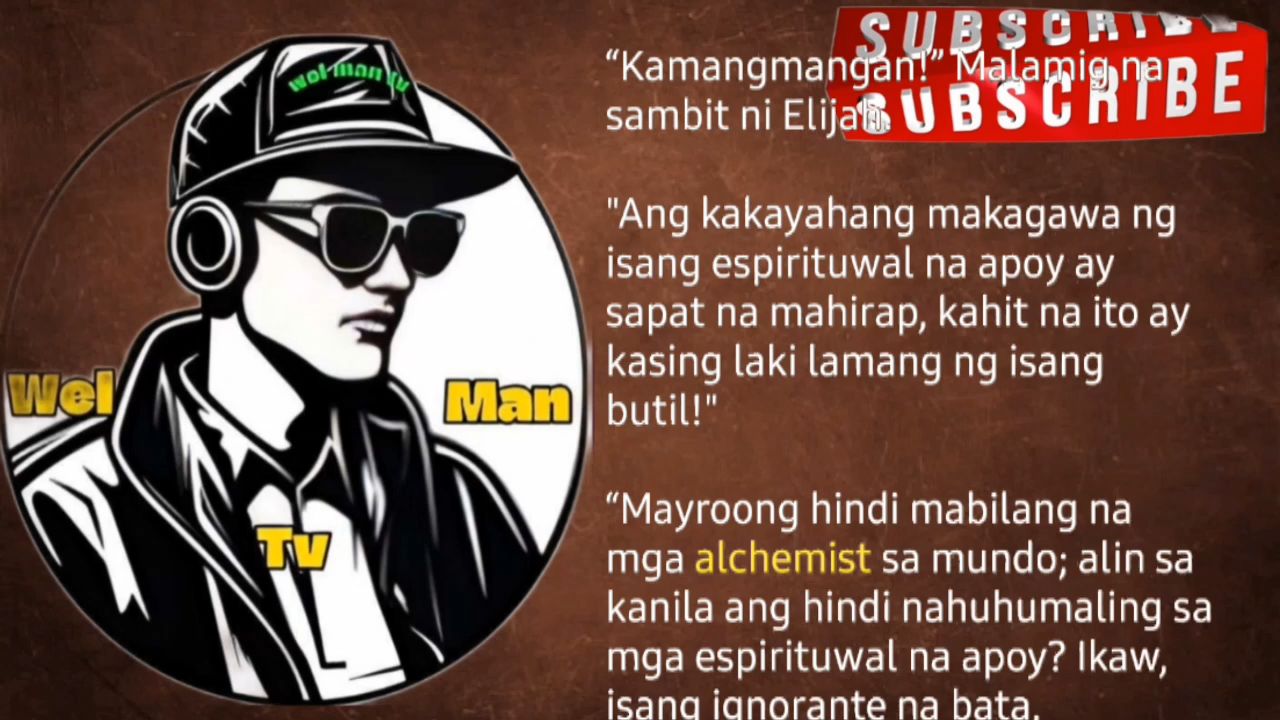 wel man tv
Wel
Man
Tv
SUBSCRIBE
SUBSCRIBE
“Kamangmangan!” Malamig na
sambit ni Elijah.
"Ang kakayahang makagawa ng
isang espirituwal na apoy ay
sapat na mahirap, kahit na ito ay
kasing laki lamang ng isang
butil!"
“Mayroong hindi mabilang na
mga alchemist sa mundo; alin sa
kanila ang hindi nahuhumaling sa
mga espirituwal na apoy? Ikaw,
isang ignorante na bata,